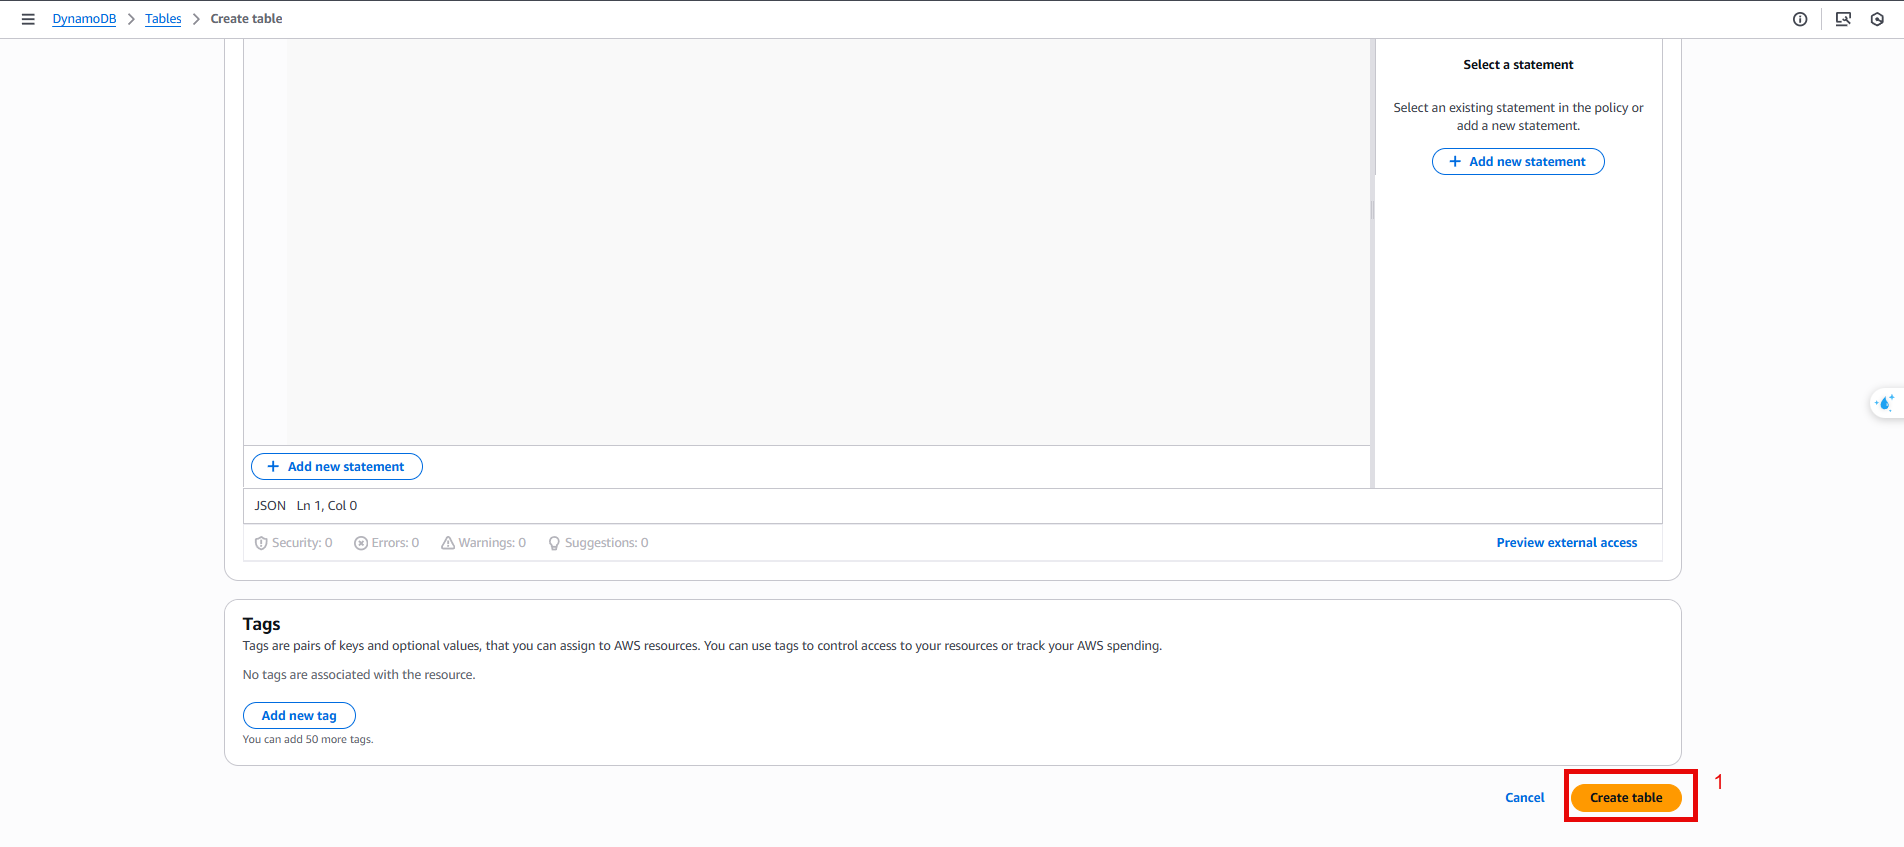 DynamoDB > Tables > Create table
Select a statement
Select an existing statement in the policy or
add a new statement.
+ Add new statement
+ Add new statement
JSON Ln 1, Col 0
Security: 0 Errors: 0 Warnings: 0 Suggestions: 0 Preview external access
Tags
Tags are pairs of keys and optional values, that you can assign to AWS resources. You can use tags to control access to your resources or track your AWS spending.
No tags are associated with the resource.
Add new tag
You can add 50 more tags.
Cancel Create table 1